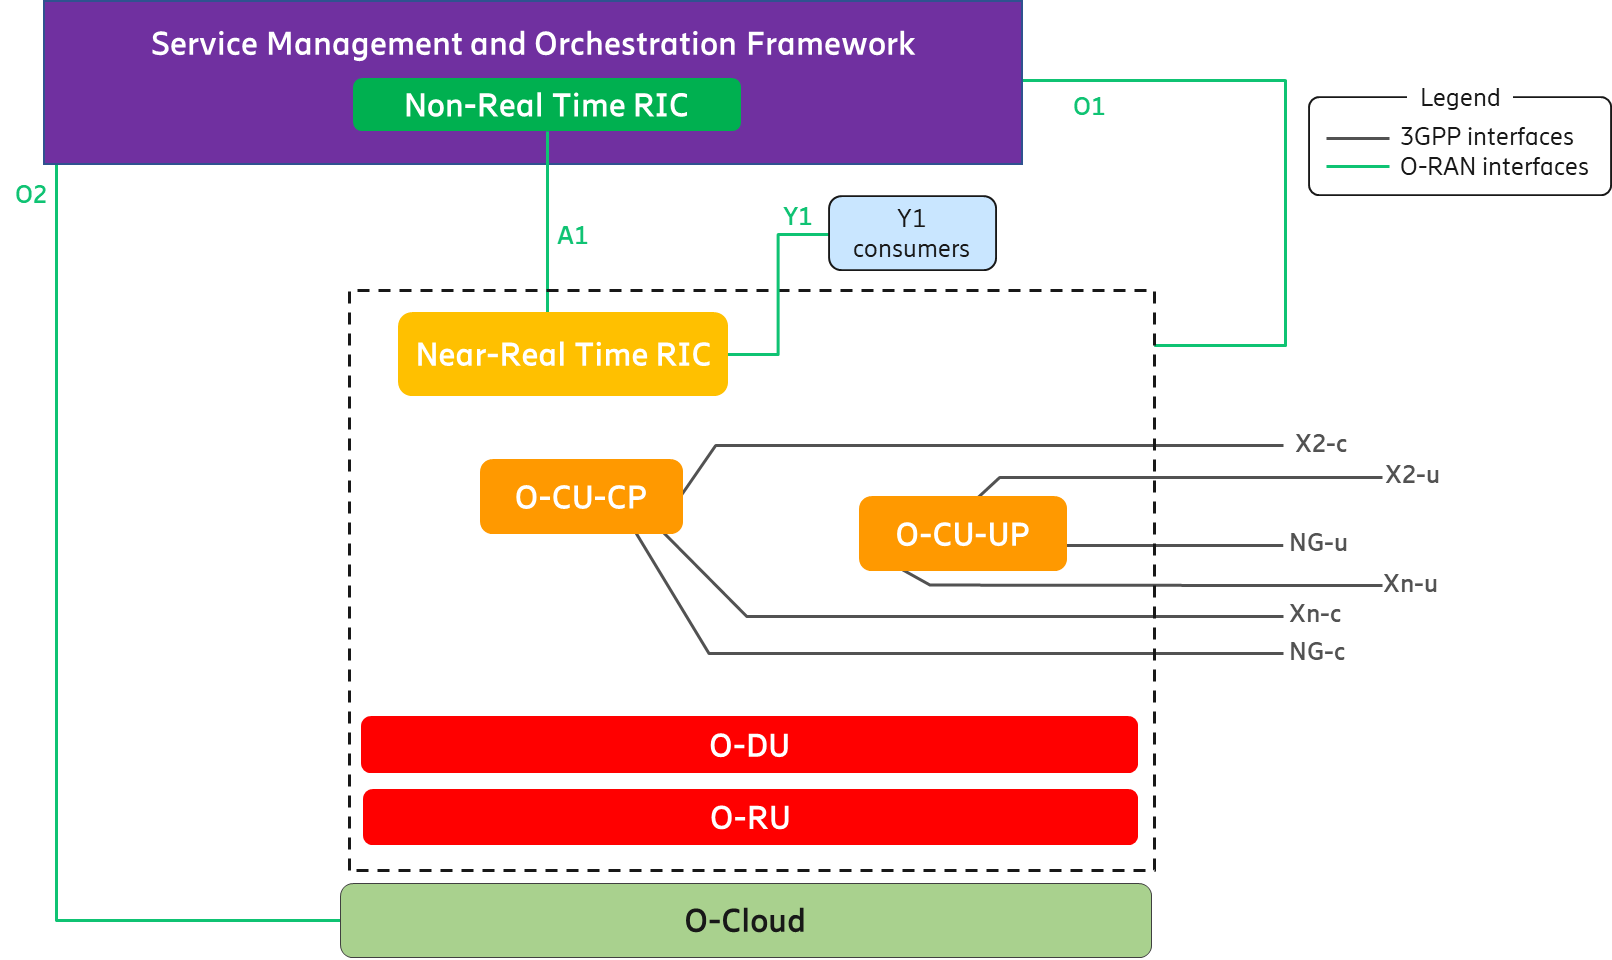 Service Management and Orchestration Framework
Non-Real Time RIC
O1
Legend
3GPP interfaces
O-RAN interfaces
O2
A1
Y1
Y1
consumers
Near-Real Time RIC
X2-c
X2-u
O-CU-CP
O-CU-UP
NG-u
Xn-u
Xn-c
NG-c
O-DU
O-RU
O-Cloud